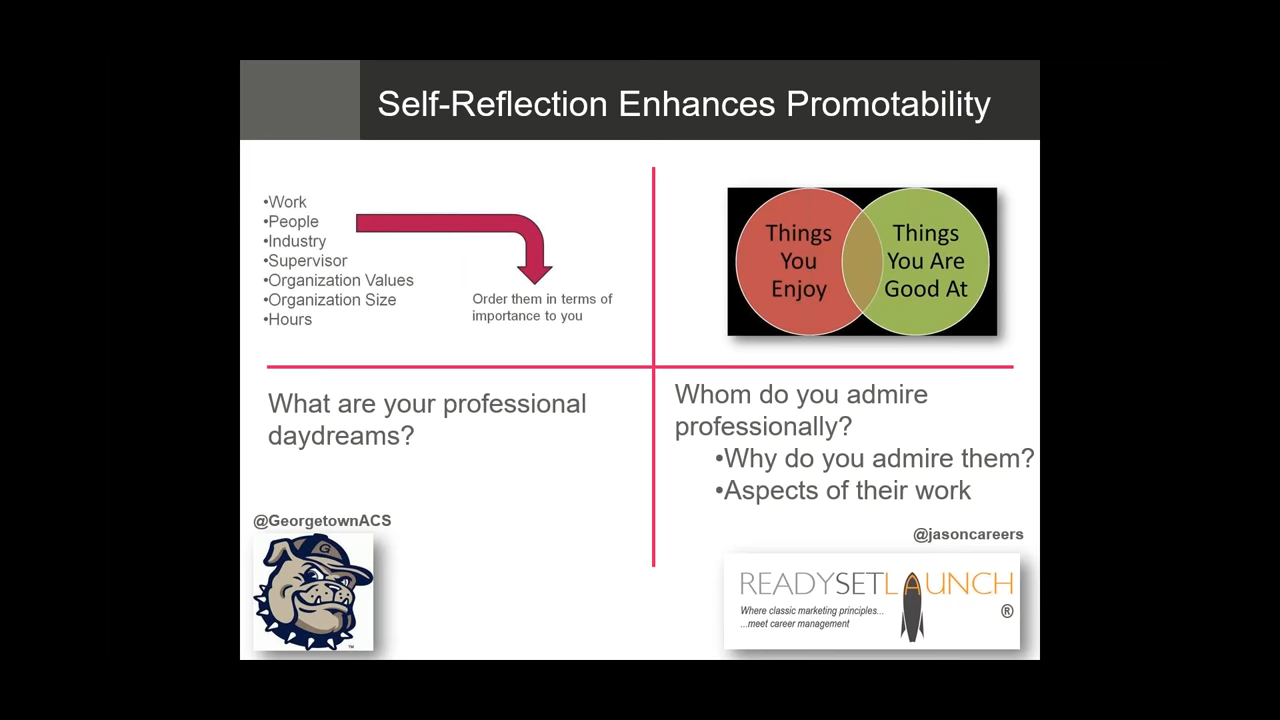 Self-Reflection Enhances Promotability
•Work
•People
•Industry
•Supervisor
•Organization Values
•Organization Size
•Hours
Order them in terms of
importance to you
Things
You
Enjoy
Things
You Are
Good At
What are your professional
daydreams?
Whom do you admire
professionally?
•Why do you admire them?
•Aspects of their work
@GeorgetownACS
G
™
@jasoncareers
READYSETLAUNCH
®
Where classic marketing principles...
...meet career management